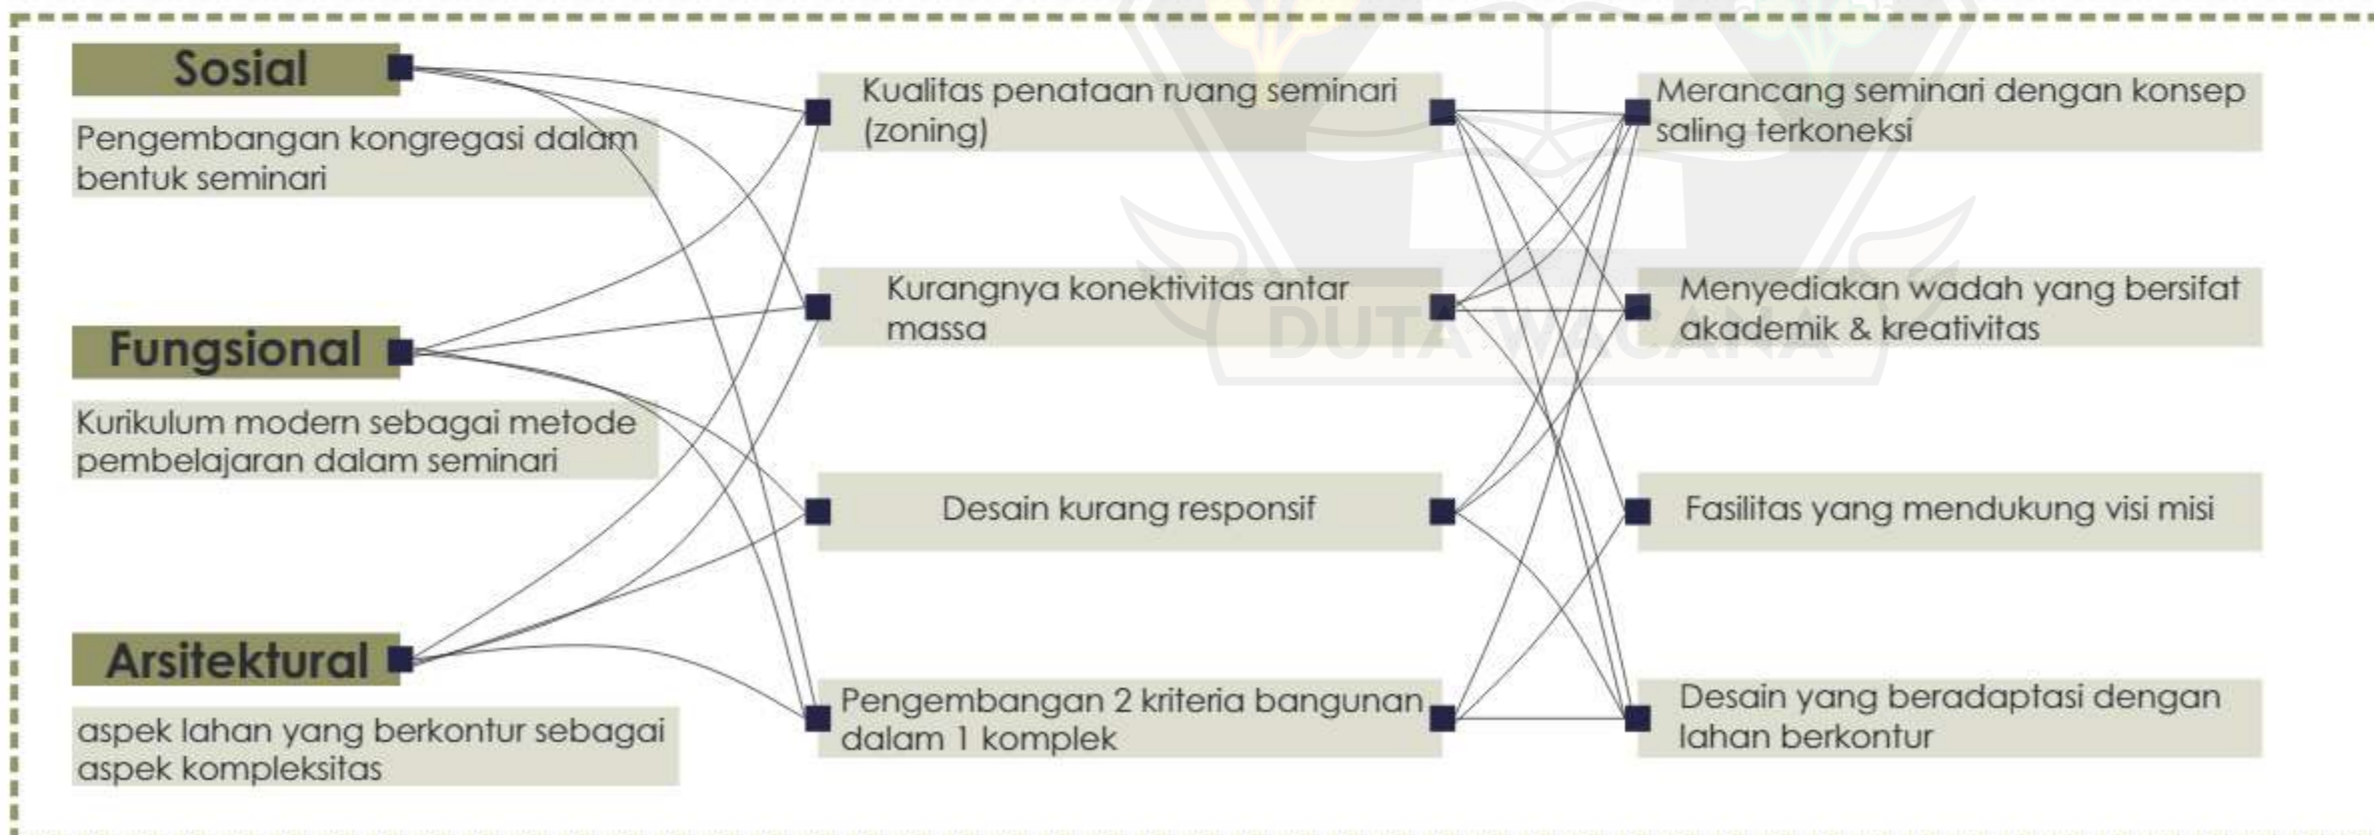 Sosial
Pengembangan kongregasi dalam
bentuk seminari
Fungsional
Kurikulum modern sebagai metode
pembelajaran dalam seminari
Arsitektural
aspek lahan yang berkontur sebagai
aspek kompleksitas
Kualitas penataan ruang seminari
(zoning)
Kurangnya konektivitas antar
massa
Desain kurang responsif
Pengembangan 2 kriteria bangunan
dalam 1 komplek
Merancang seminari dengan konsep
saling terkoneksi
Menyediakan wadah yang bersifat
akademik & kreativitas
Fasilitas yang mendukung visi misi
Desain yang beradaptasi dengan
lahan berkontur
DUTA WACANA